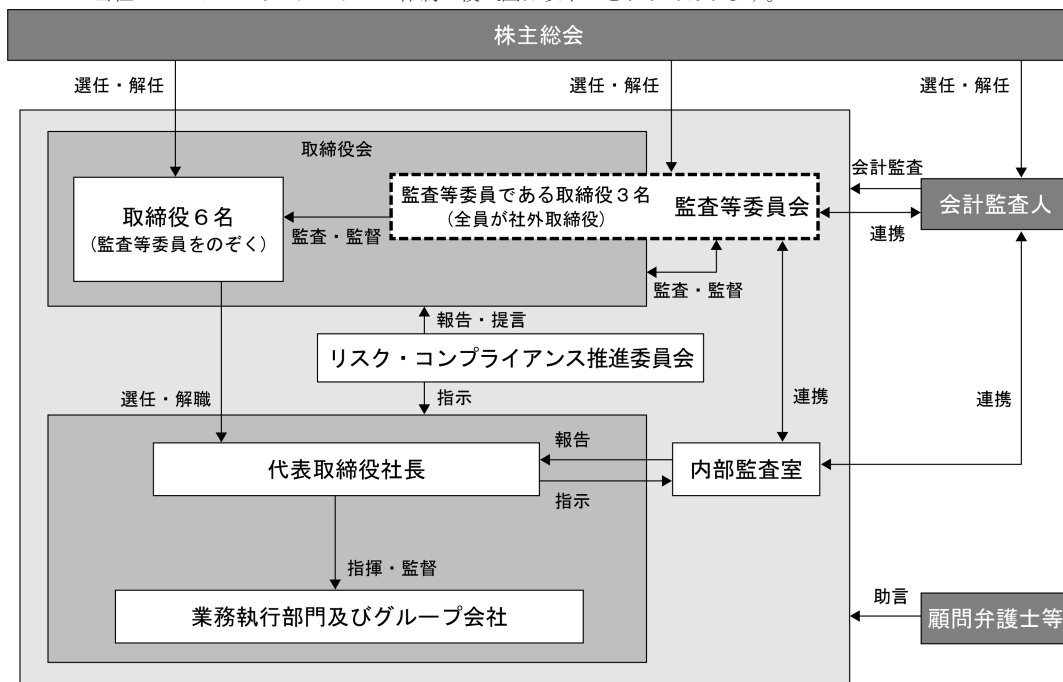 株主総会
選任・解任
選任・解任
選任・解任
取締役会
会計監査
監査等委員である取締役３名
(全員が社外取締役)
監査等委員会
取締役６名
(監査等委員をのぞく)
監査・監督
会計監査人
連携
監査・監督
報告・提言
リスク・コンプライアンス推進委員会
選任・解職
指示
連携
連携
報告
代表取締役社長
内部監査室
指示
指揮・監督
業務執行部門及びグループ会社
助言
顧問弁護士等